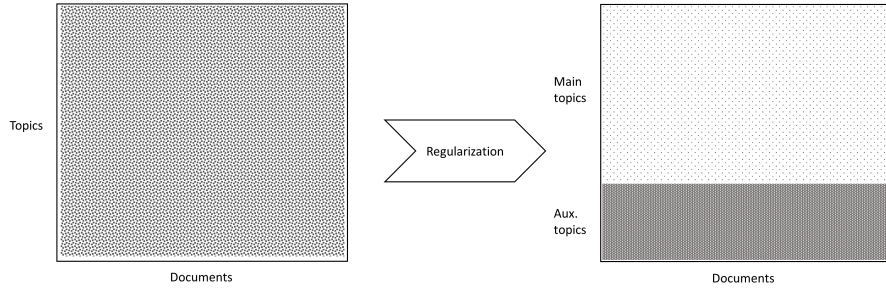 Topics
Documents
Regularization
Main
topics
Aux.
topics
Documents